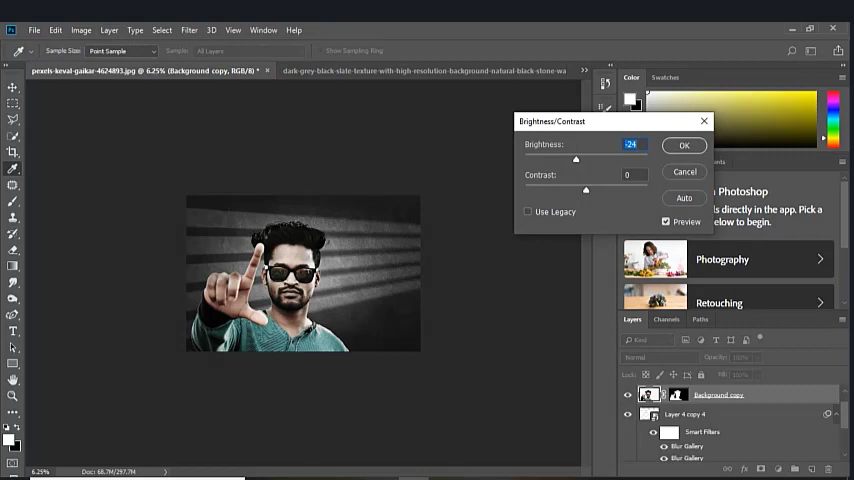 Ps File Edit Image Layer Type Select Filter 3D View Window Help
Sample Size: Point Sample Sample: All Layers Show Sampling Ring
pexels-keval-gaikar-4624893.jpg @ 6.25% (Background copy, RGB/8) * ×
dark-grey-black-slate-texture-with-high-resolution-background-natural-black-stone-wa
Color Swatches
Brightness/Contrast
Brightness: -24
OK
Contrast: 0
Cancel
Auto
Use Legacy
Preview
Photoshop
directly in the app. Pick a
below to begin.
Photography
Retouching
Layers Channels Paths
Kind
Normal Opacity: 100%
Lock: Fill: 100%
Background copy
Layer 4 copy 4
Smart Filters
Blur Gallery
Blur Gallery
6.25% Doc: 68.7M/297.7M